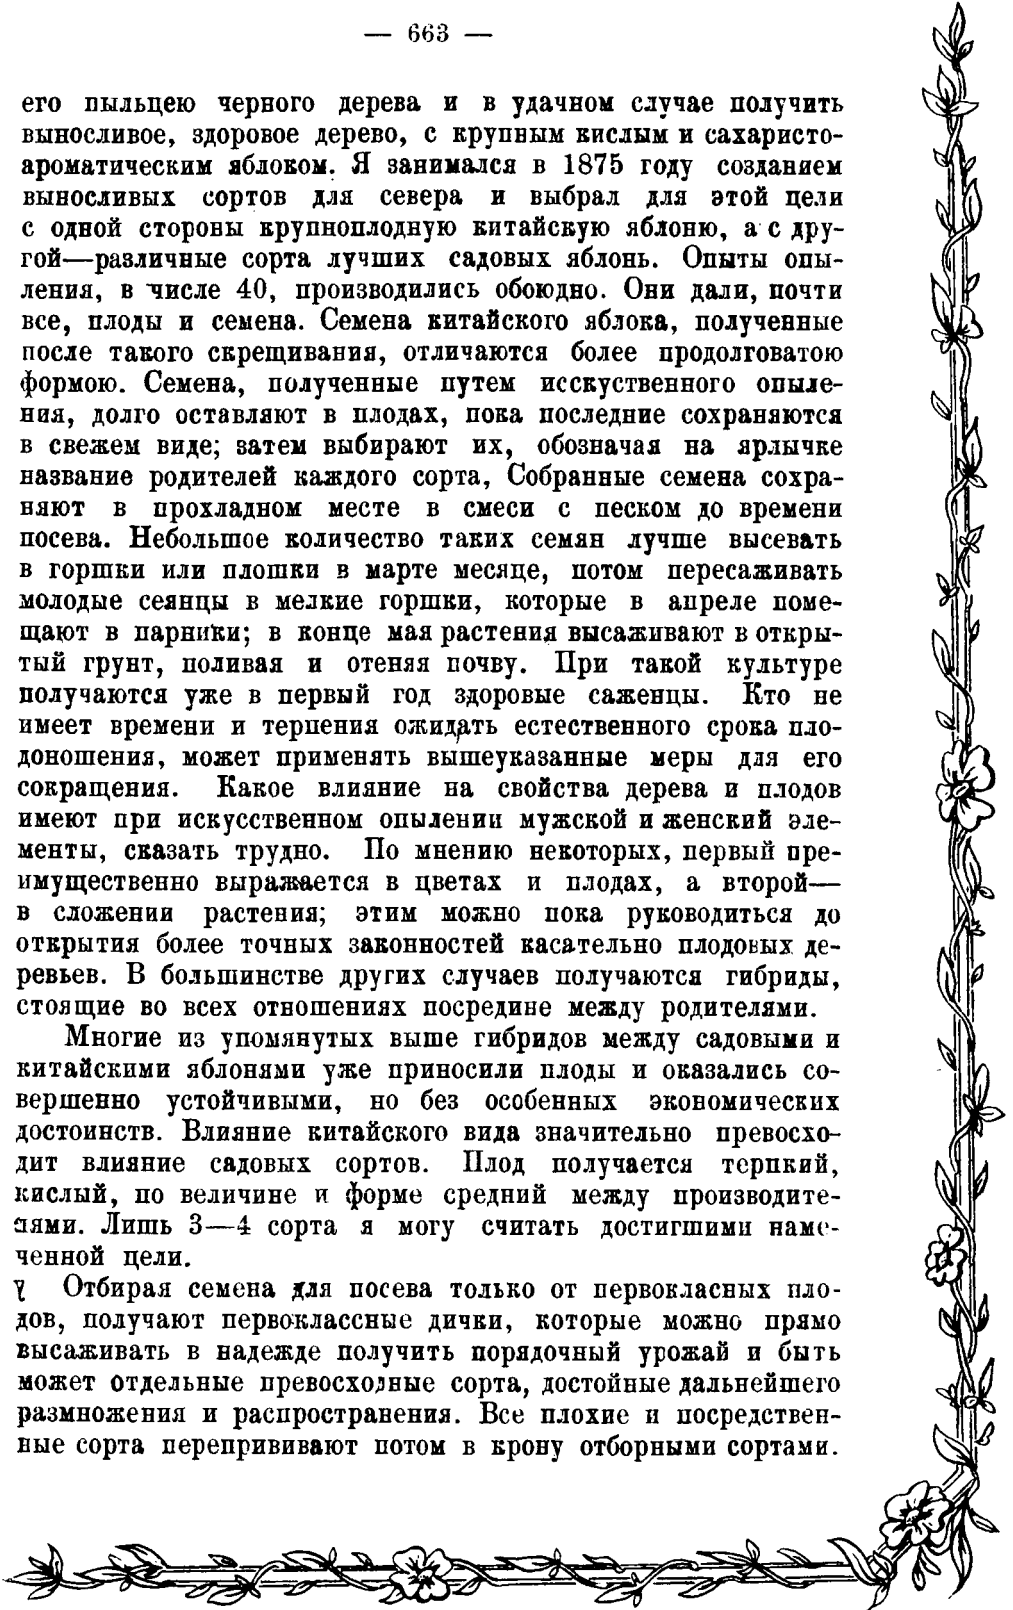 — 663 —
его пыльцею черного дерева и в удачном случае получить
выносливое, здоровое дерево, с крупным кислым и сахаристо-
ароматическим яблоком. Я занимался в 1875 году созданием
выносливых сортов для севера и выбрал для этой цели
с одной стороны крупноплодную китайскую яблоню, а с дру-
гой—различные сорта лучших садовых яблонь. Опыты опы-
ления, в числе 40, производились обоюдно. Они дали, почти
все, плоды и семена. Семена китайского яблока, полученные
после такого скрещивания, отличаются более продолговатою
формою. Семена, полученные путем исскуственного опыле-
ния, долго оставляют в плодах, пока последние сохраняются
в свежем виде; затем выбирают их, обозначая на ярлычке
название родителей каждого сорта, Собранные семена сохра-
няют в прохладном месте в смеси с песком до времени
посева. Небольшое количество таких семян лучше высевать
в горшки или плошки в марте месяце, потом пересаживать
молодые сеянцы в мелкие горшки, которые в апреле поме-
щают в парники; в конце мая растения высаживают в откры-
тый грунт, поливая и отеняя почву. При такой культуре
получаются уже в первый год здоровые саженцы. Кто не
имеет времени и терпения ожидать естественного срока пло-
доношения, может применять вышеуказанные меры для его
сокращения. Какое влияние на свойства дерева и плодов
имеют при искусственном опылении мужской и женский эле-
менты, сказать трудно. По мнению некоторых, первый пре-
имущественно выражается в цветах и плодах, а второй—
в сложении растения; этим можно пока руководиться до
открытия более точных законностей касательно плодовых де-
ревьев. В большинстве других случаев получаются гибриды,
стоящие во всех отношениях посредине между родителями.
Многие из упомянутых выше гибридов между садовыми и
китайскими яблонями уже приносили плоды и оказались со-
вершенно устойчивыми, но без особенных экономических
достоинств. Влияние китайского вида значительно превосхо-
дит влияние садовых сортов. Плод получается терпкий,
кислый, по величине и форме средний между производите-
лями. Лишь 3—4 сорта я могу считать достигшими наме-
ченной цели.
Отбирая семена для посева только от первокласных пло-
дов, получают первоклассные дички, которые можно прямо
высаживать в надежде получить порядочный урожай и быть
может отдельные превосходные сорта, достойные дальнейшего
размножения и распространения. Все плохие и посредствен-
ные сорта перепрививают потом в крону отборными сортами.